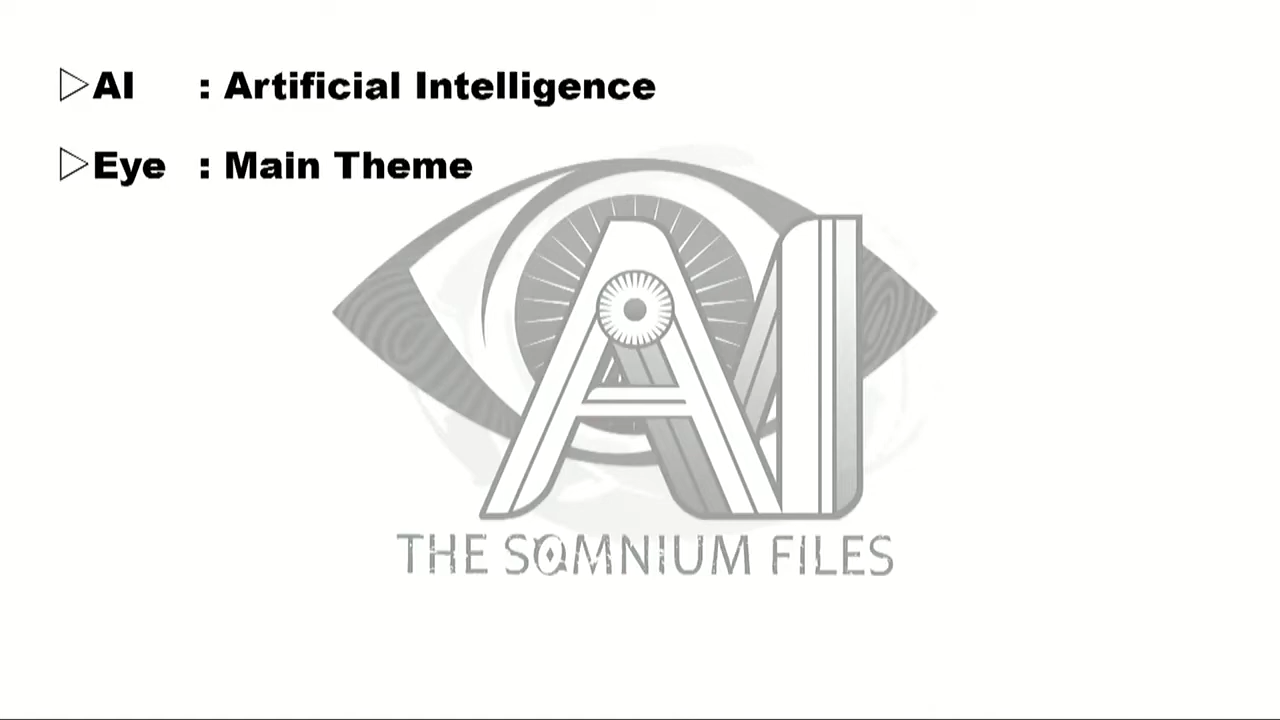 ▷AI : Artificial Intelligence
▷Eye : Main Theme
AI
THE SOMNIUM FILES